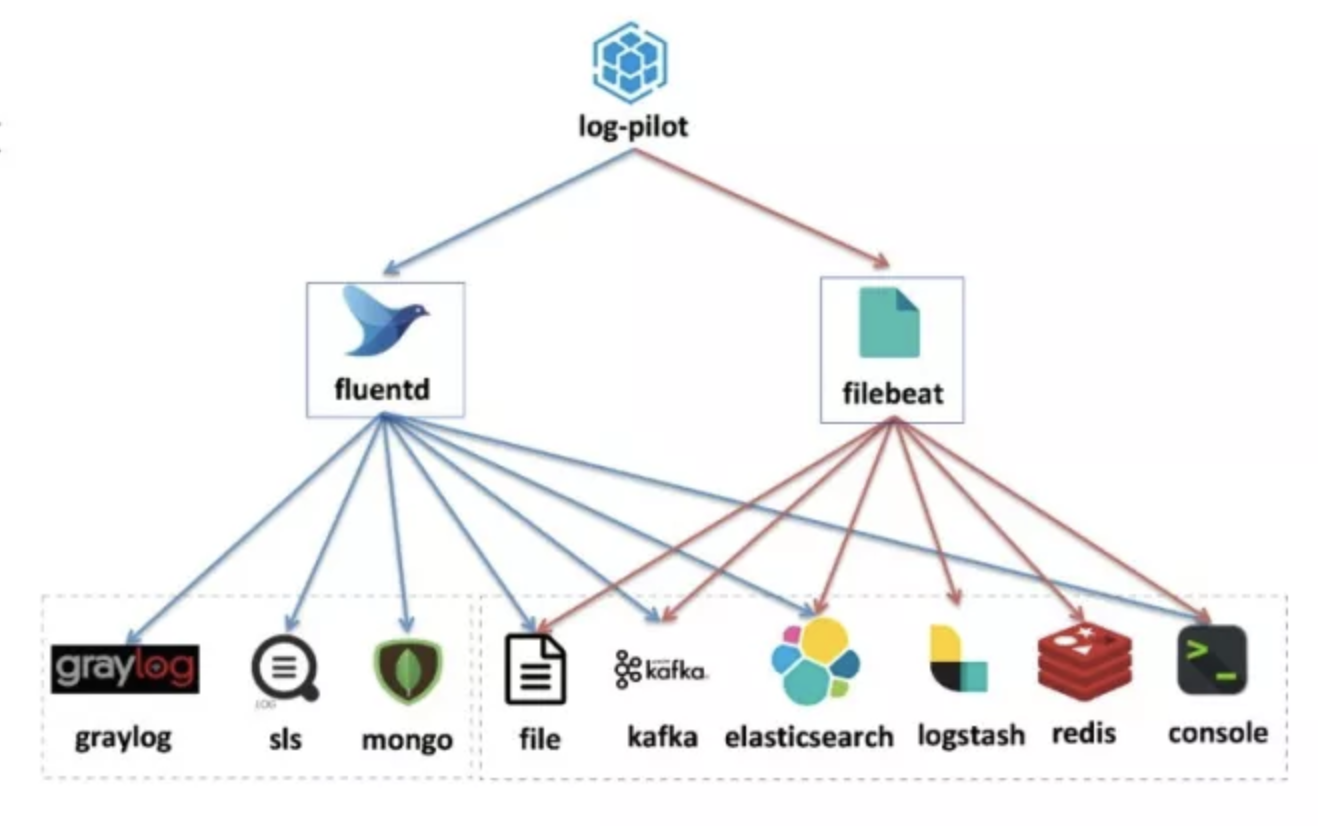 log-pilot
fluentd
filebeat
graylog
LOG
kafka
>_
graylog
sls
mongo
file
kafka
elasticsearch
logstash
redis
console